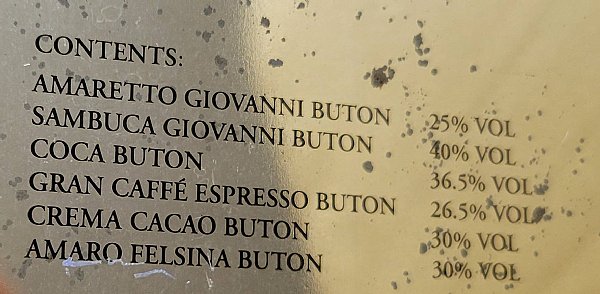 CONTENTS:
AMARETTO GIOVANNI BUTON 25% VOL
SAMBUCA GIOVANNI BUTON 40% VOL
COCA BUTON 36.5% VOL
GRAN CAFFÉ ESPRESSO BUTON 26.5% VOL
CREMA CACAO BUTON 30% VOL
AMARO FELSINA BUTON 30% VOL